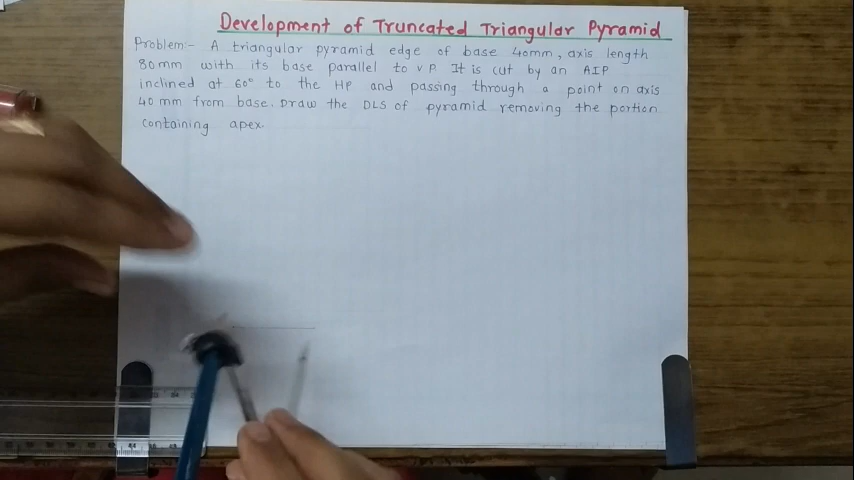 Development of Truncated Triangular Pyramid
Problem:- A triangular pyramid edge of base 40mm, axis length
80mm with its base parallel to V P. It is cut by an AIP
inclined at 60° to the HP and passing through a point on axis
40 mm from base. Draw the DLS of pyramid removing the portion
containing apex.